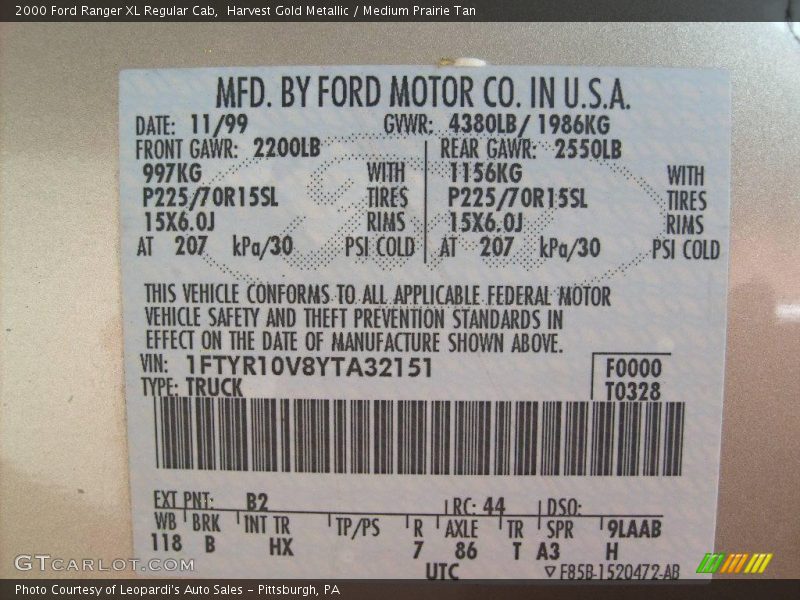 2000 Ford Ranger XL Regular Cab,  Harvest Gold Metallic / Medium Prairie Tan
MFD. BY FORD MOTOR CO. IN U.S.A.
DATE: 11/99 GVWR: 4380LB/ 1986KG
FRONT GAWR: 2200LB REAR GAWR: 2550LB
997KG WITH 1156KG WITH
P225/70R15SL TIRES P225/70R15SL TIRES
15X6.0J RIMS 15X6.0J RIMS
AT 207 kPa/30 PSI COLD AT 207 kPa/30 PSI COLD
THIS VEHICLE CONFORMS TO ALL APPLICABLE FEDERAL MOTOR
VEHICLE SAFETY AND THEFT PREVENTION STANDARDS IN
EFFECT ON THE DATE OF MANUFACTURE SHOWN ABOVE.
VIN: 1FTYR10V8YTA32151 F0000
TYPE: TRUCK T0328
EXT PNT: B2 RC: 44 DSO:
WB BRK INT TR TP/PS R AXLE TR SPR 9LAAB
118 B HX 7 86 T A3 H
UTC ▽F85B-1520472-AB
GTCarLot.com
Photo Courtesy of Leopardi's Auto Sales - Pittsburgh, PA